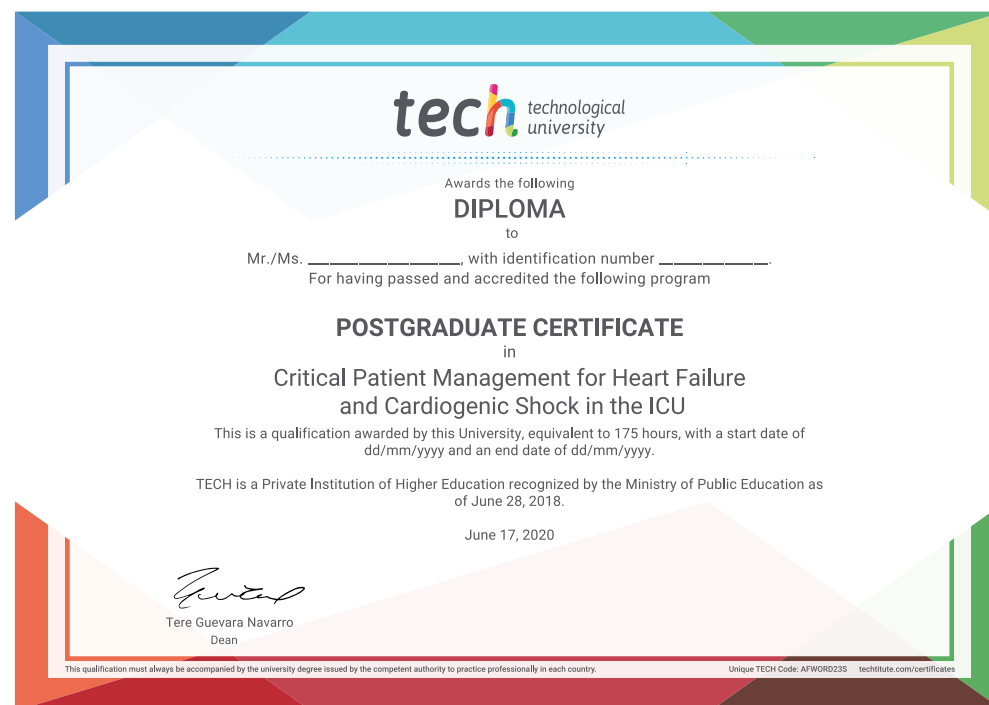 tech technological
university
Awards the following
DIPLOMA
to
Mr./Ms. ____________________, with identification number ______________.
For having passed and accredited the following program
POSTGRADUATE CERTIFICATE
in
Critical Patient Management for Heart Failure
and Cardiogenic Shock in the ICU
This is a qualification awarded by this University, equivalent to 175 hours, with a start date of
dd/mm/yyyy and an end date of dd/mm/yyyy.
TECH is a Private Institution of Higher Education recognized by the Ministry of Public Education as
of June 28, 2018.
June 17, 2020
Tere Guevara Navarro
Dean
This qualification must always be accompanied by the university degree issued by the competent authority to practice professionally in each country.
Unique TECH Code: AFWORD23S techtitute.com/certificates